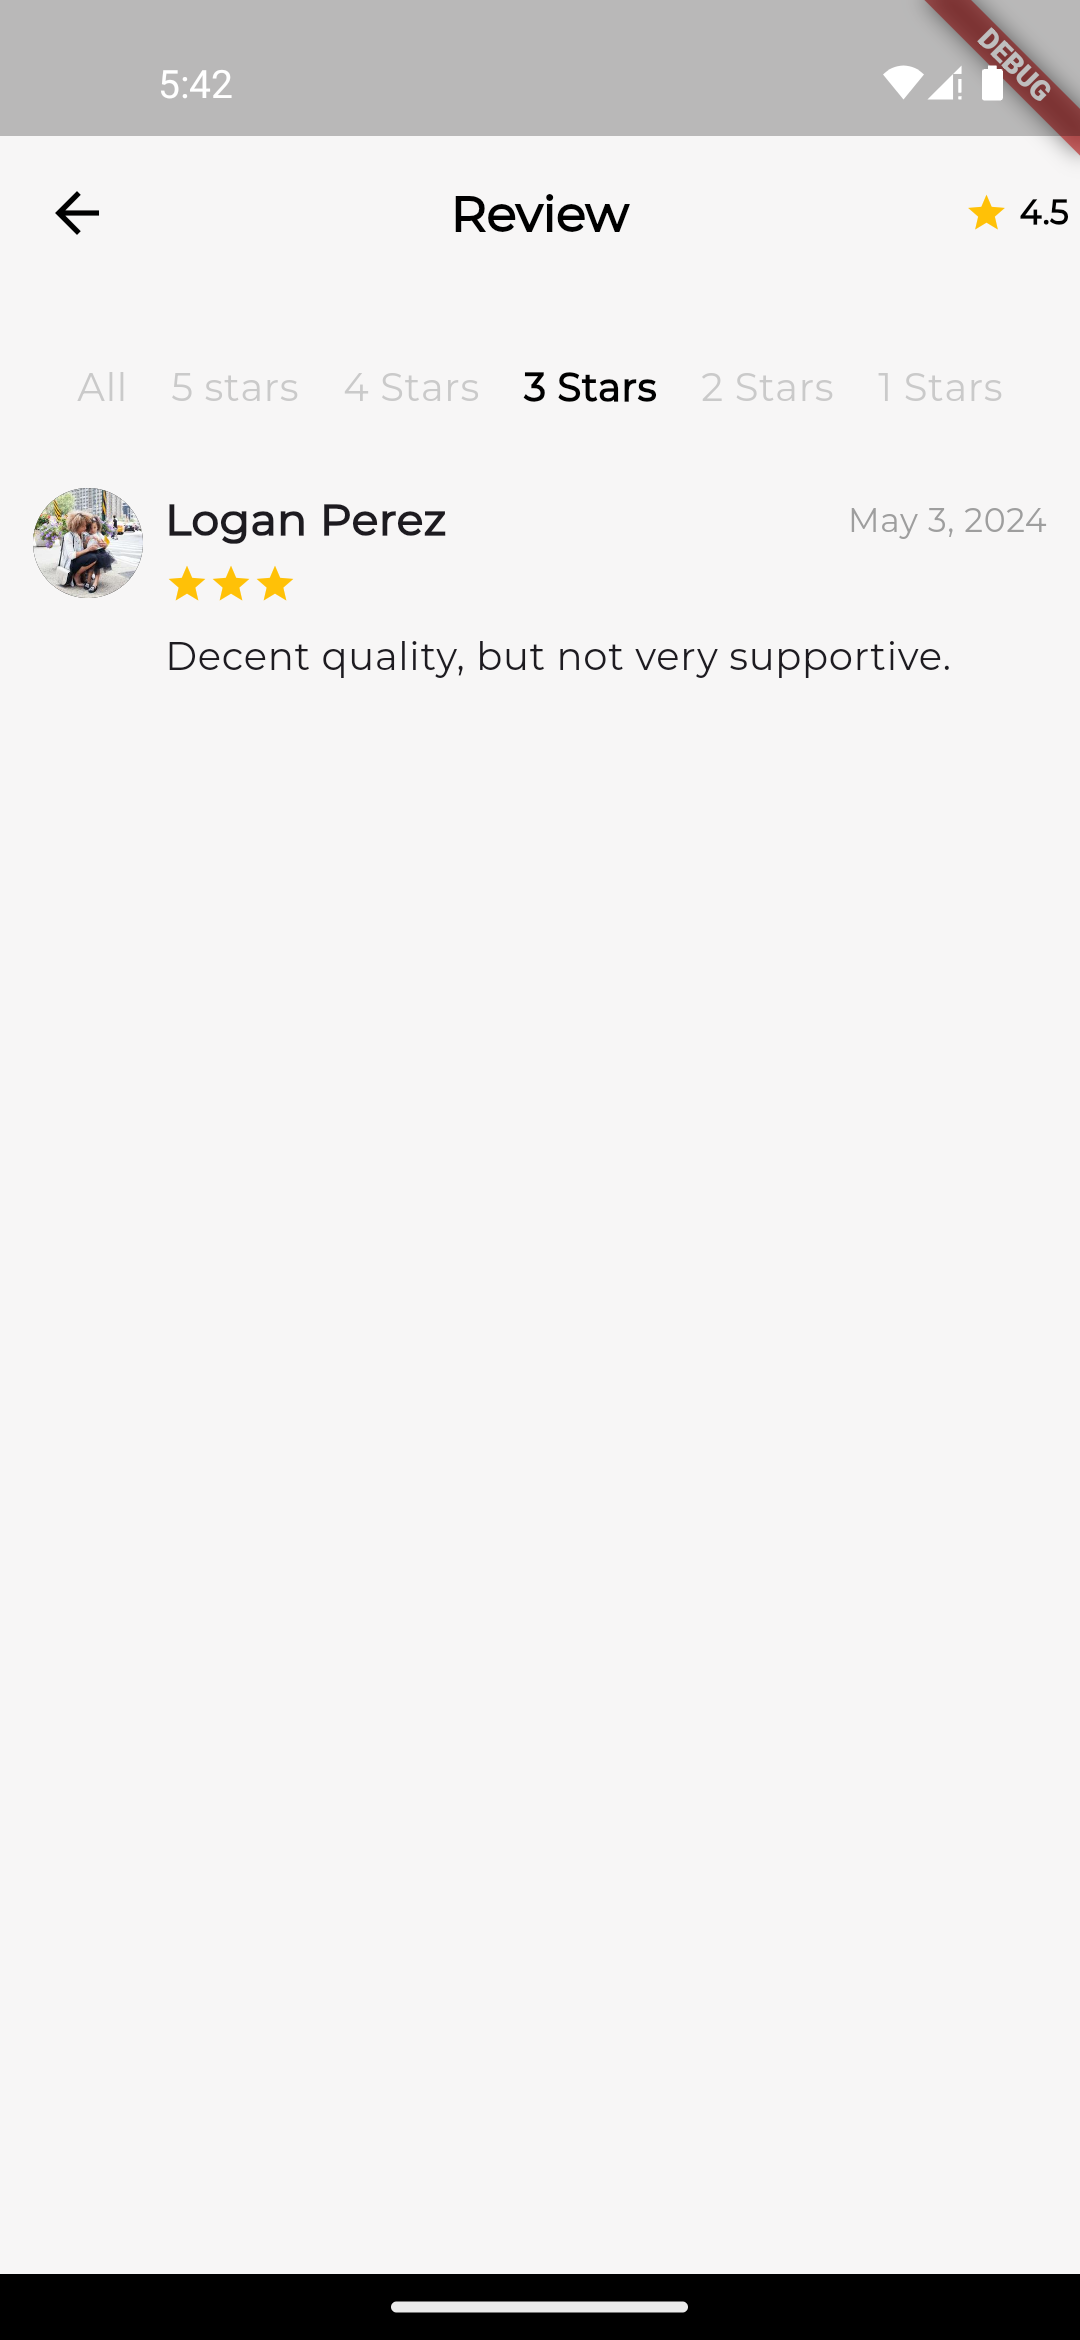 5:42
DEBUG
Review
4.5
All 5 stars 4 Stars 3 Stars 2 Stars 1 Stars
Logan Perez May 3, 2024
Decent quality, but not very supportive.